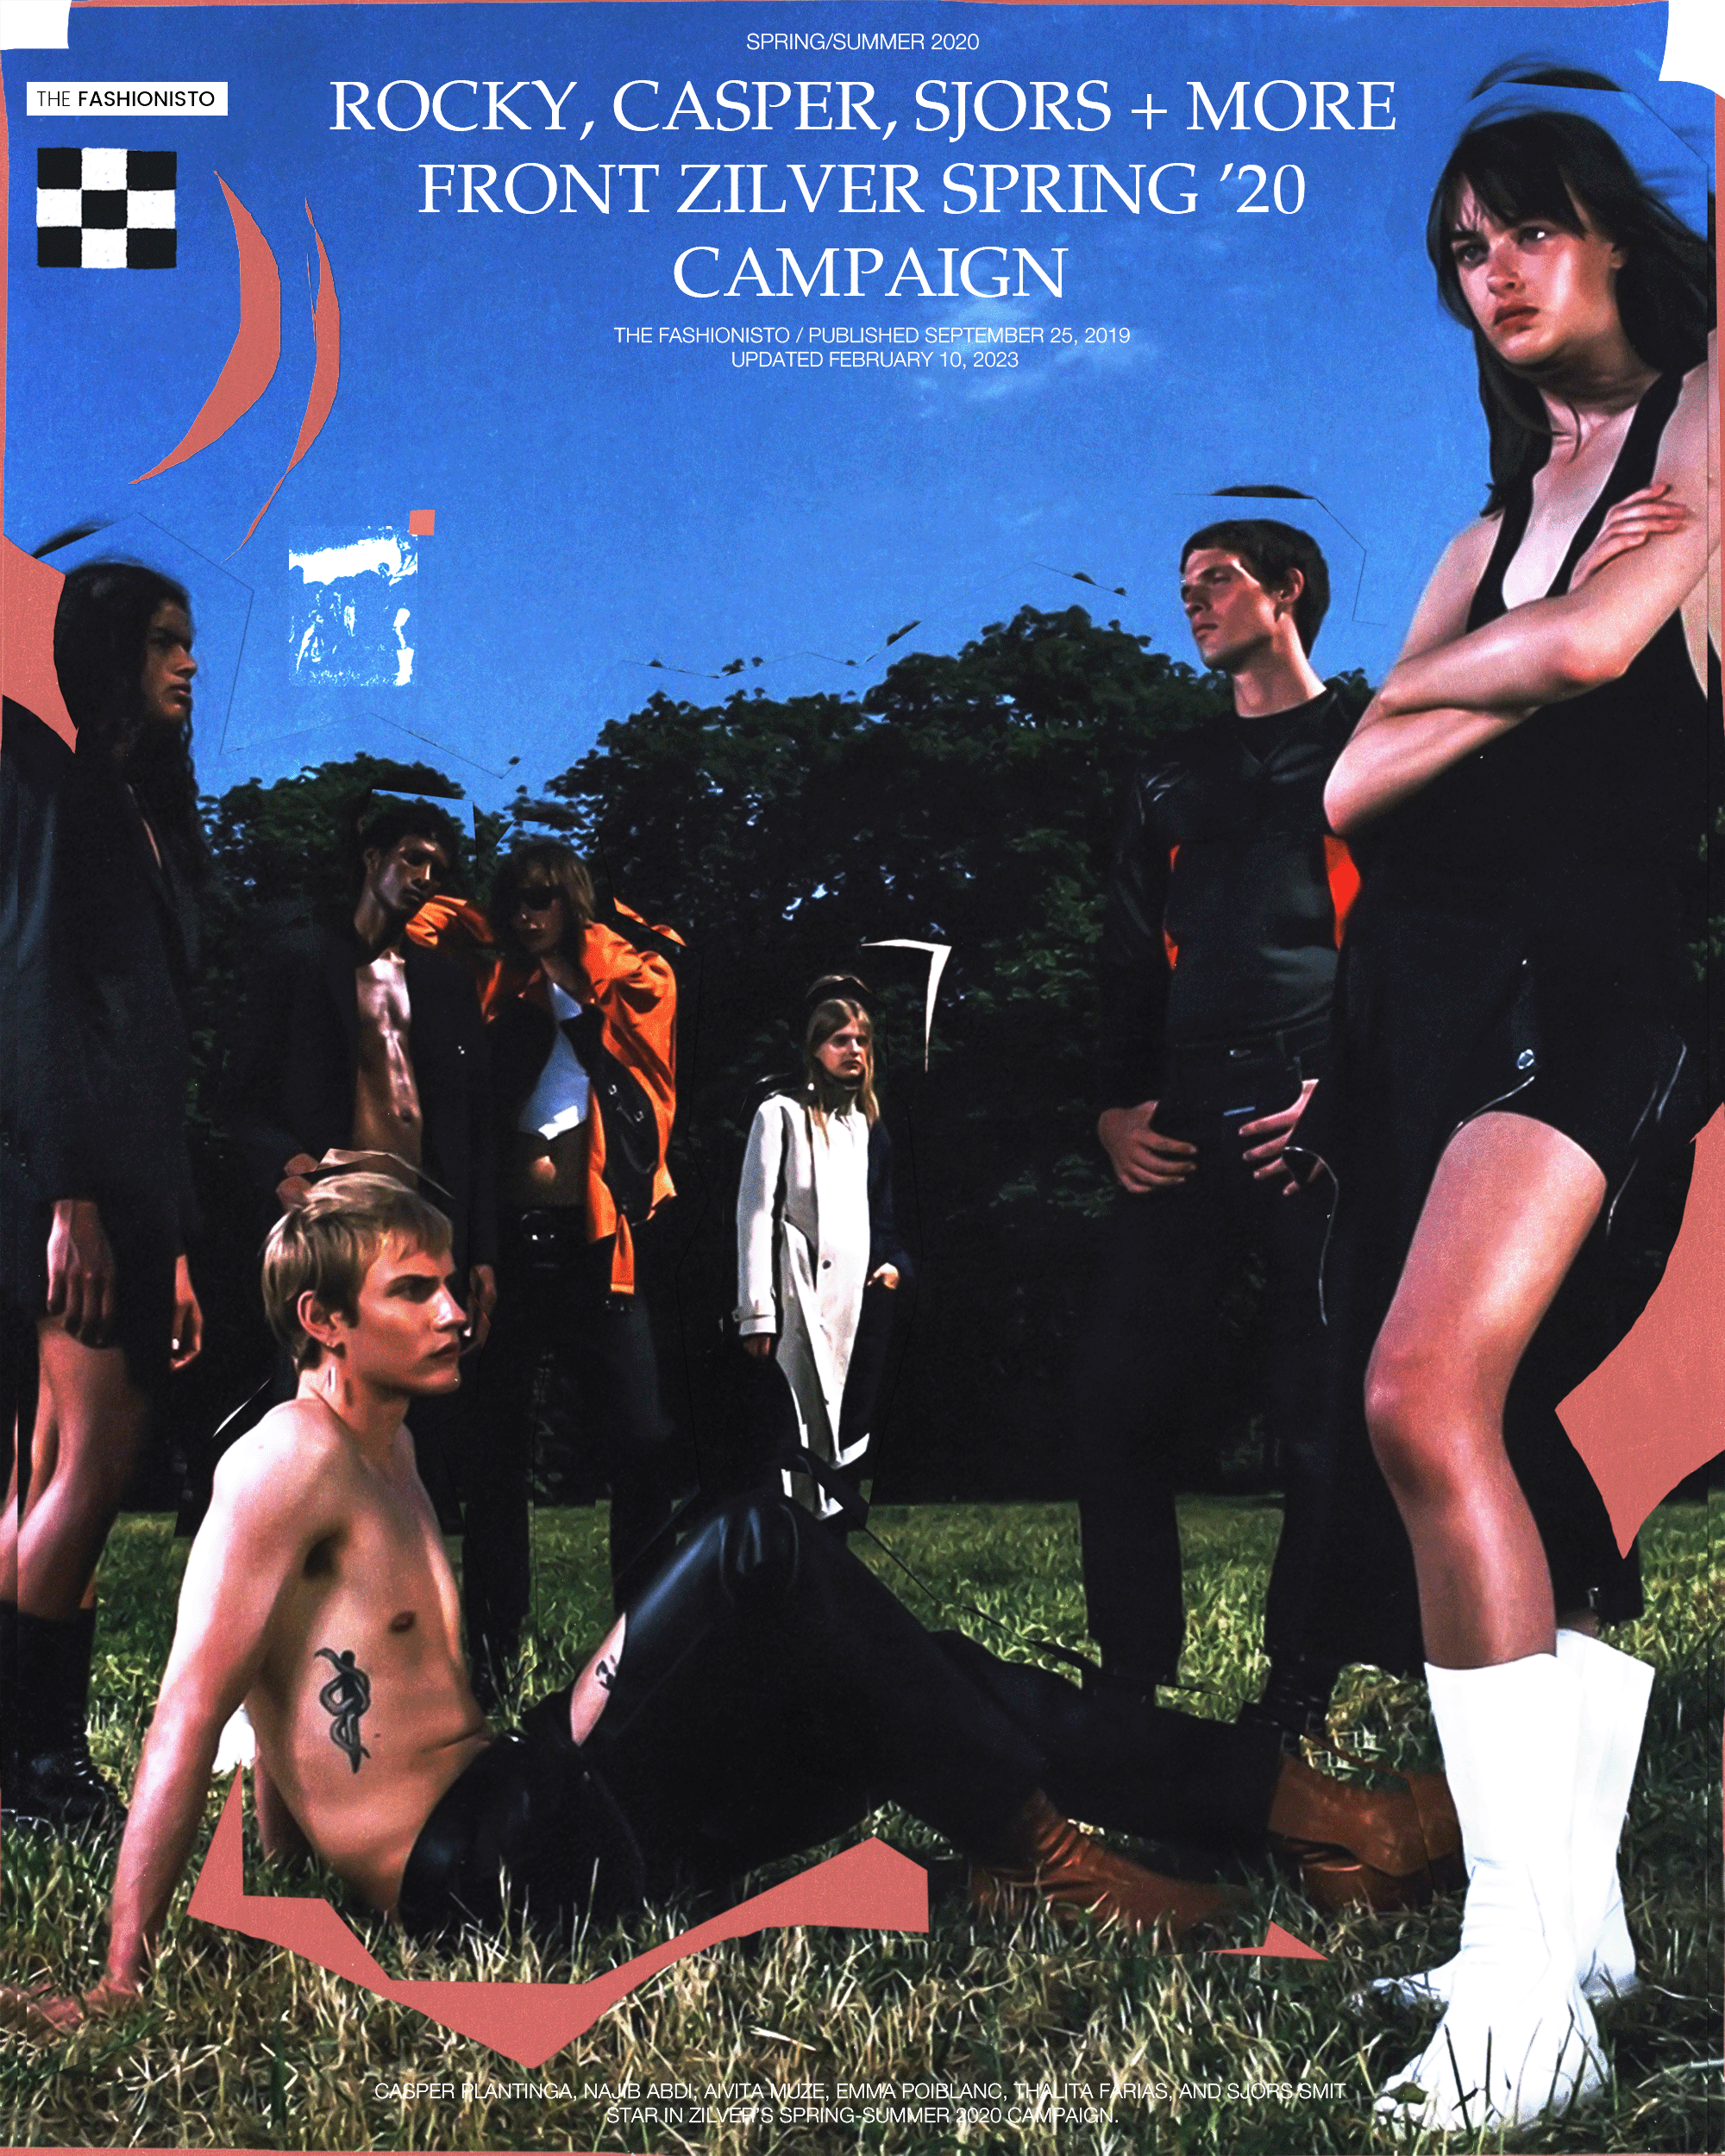 SPRING/SUMMER 2020
THE FASHIONISTO
ROCKY, CASPER, SJORS + MORE
FRONT ZILVER SPRING ’20
CAMPAIGN
THE FASHIONISTO / PUBLISHED SEPTEMBER 25, 2019
UPDATED FEBRUARY 10, 2023
CASPER PLANTINGA, NAJIB ABDI, AIVITA MUZE, EMMA POIBLANC, THALITA FARIAS, AND SJORS SMIT
STAR IN ZILVER’S SPRING-SUMMER 2020 CAMPAIGN.